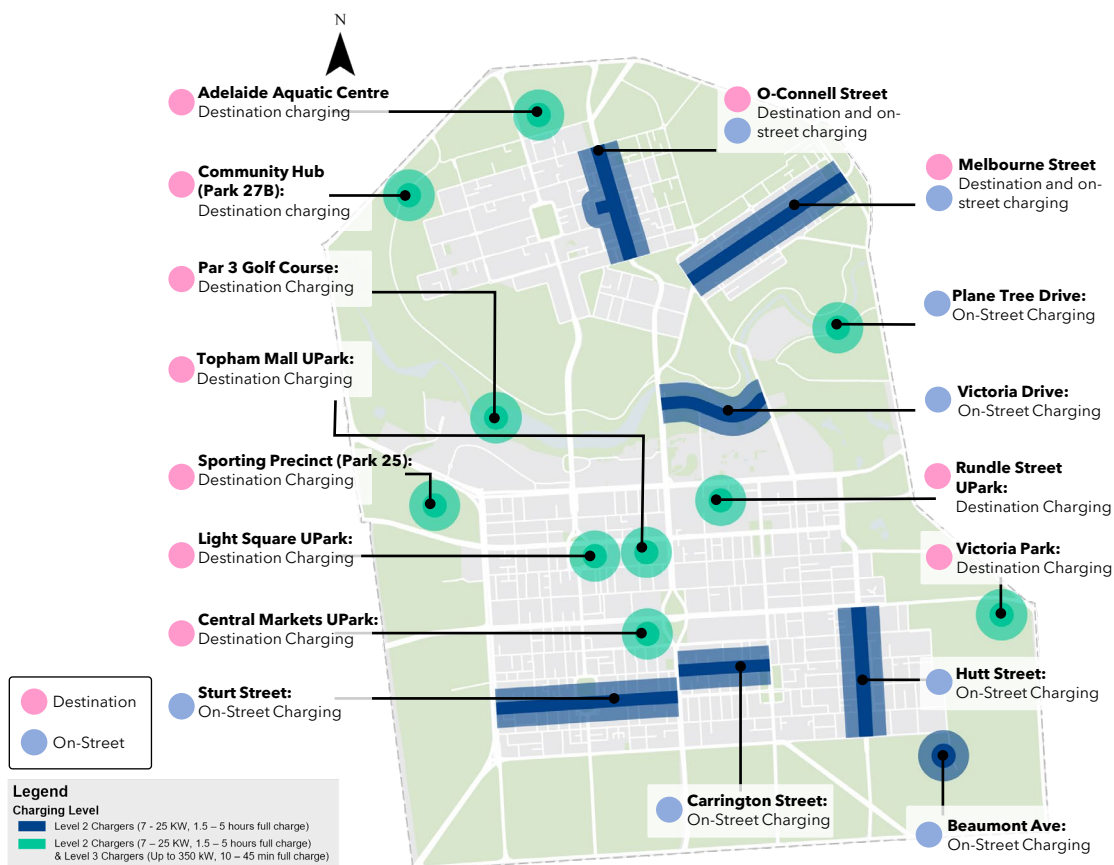 N
Adelaide Aquatic Centre
Destination charging
O-Connell Street
Destination and on-
street charging
Community Hub
(Park 27B):
Destination charging
Melbourne Street
Destination and on-
street charging
Par 3 Golf Course:
Destination Charging
Plane Tree Drive:
On-Street Charging
Topham Mall UPark:
Destination Charging
Victoria Drive:
On-Street Charging
Sporting Precinct (Park 25):
Destination Charging
Rundle Street
UPark:
Destination Charging
Light Square UPark:
Destination Charging
Victoria Park:
Destination Charging
Central Markets UPark:
Destination Charging
Hutt Street:
On-Street Charging
Sturt Street:
On-Street Charging
Carrington Street:
On-Street Charging
Beaumont Ave:
On-Street Charging
Destination
On-Street
Legend
Charging Level
Level 2 Chargers (7 - 25 KW, 1.5 – 5 hours full charge)
Level 2 Chargers (7 – 25 KW, 1.5 – 5 hours full charge)
& Level 3 Chargers (Up to 350 kW, 10 – 45 min full charge)